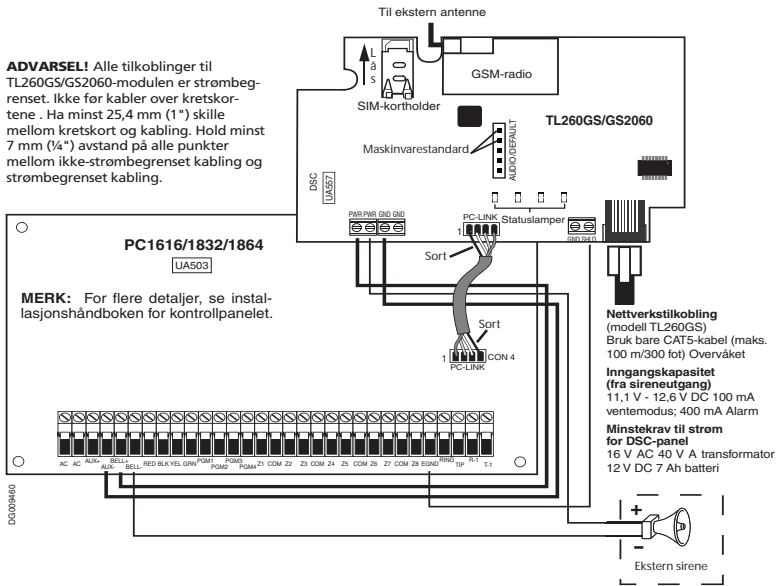 Til ekstern antenne
ADVARSEL! Alle tilkoblinger til
TL260GS/GS2060-modulen er strømbeg-
renset. Ikke før kabler over kretskor-
tene . Ha minst 25,4 mm (1") skille
mellom kretskort og kabling. Hold minst
7 mm (¼") avstand på alle punkter
mellom ikke-strømbegrenset kabling og
strømbegrenset kabling.
Lås
SIM-kortholder
GSM-radio
TL260GS/GS2060
Maskinvarestandard
AUDIO/DEFAULT
DSC
UA557
Statuslamper
PWR PWR GND GND
PC-LINK
1
GND SHLD
Sort
PC1616/1832/1864
UA503
MERK: For flere detaljer, se instal-
lasjonshåndboken for kontrollpanelet.
Sort
1
CON 4
PC-LINK
Nettverkstilkobling
(modell TL260GS)
Bruk bare CAT5-kabel (maks.
100 m/300 fot) Overvåket
Inngangskapasitet
(fra sireneutgang)
11,1 V - 12,6 V DC 100 mA
ventemodus; 400 mA Alarm
Minstekrav til strøm
for DSC-panel
16 V AC 40 V A transformator
12 V DC 7 Ah batteri
AC AC AUX+ AUX- BELL+ BELL- RED BLK YEL GRN PGM1 PGM2 PGM3 PGM4 Z1 COM Z2 Z3 COM Z4 Z5 COM Z6 Z7 COM Z8 EGND RING TIP R-1 T-1
DG009460
+
–
Ekstern sirene